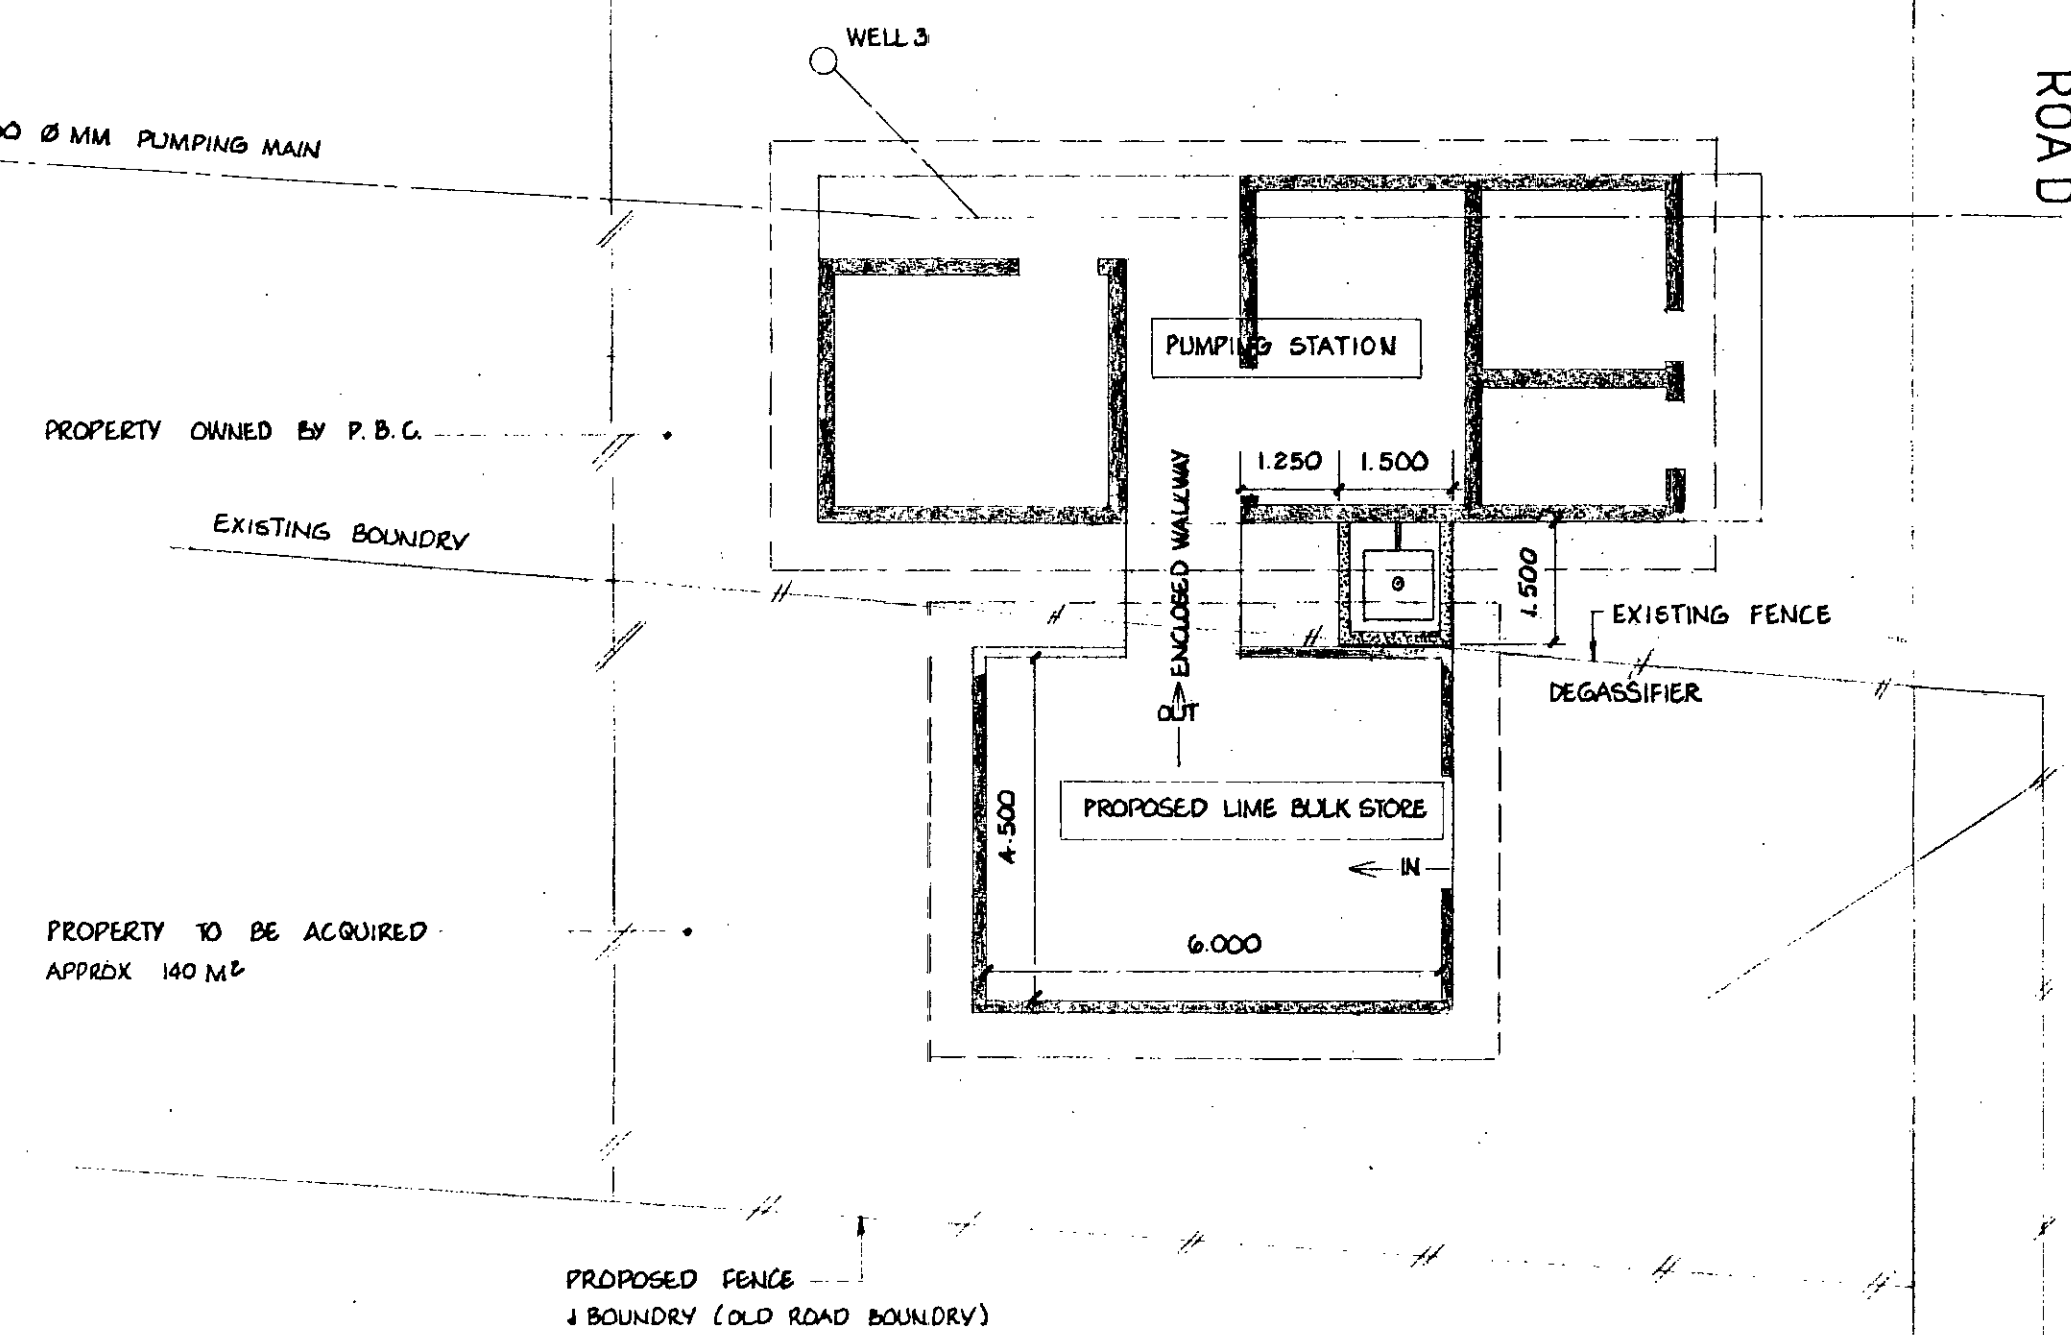 WELL 3
ROAD
Ø MM PUMPING MAIN
PUMPING STATION
PROPERTY OWNED BY P.B.C.
1.250
1.500
EXISTING BOUNDRY
ENCLOSED WALKWAY
1.500
EXISTING FENCE
DEGASSIFIER
OUT
PROPOSED LIME BULK STORE
4.500
IN
PROPERTY TO BE ACQUIRED
APPROX 140 M²
6.000
PROPOSED FENCE
& BOUNDRY (OLD ROAD BOUNDRY)